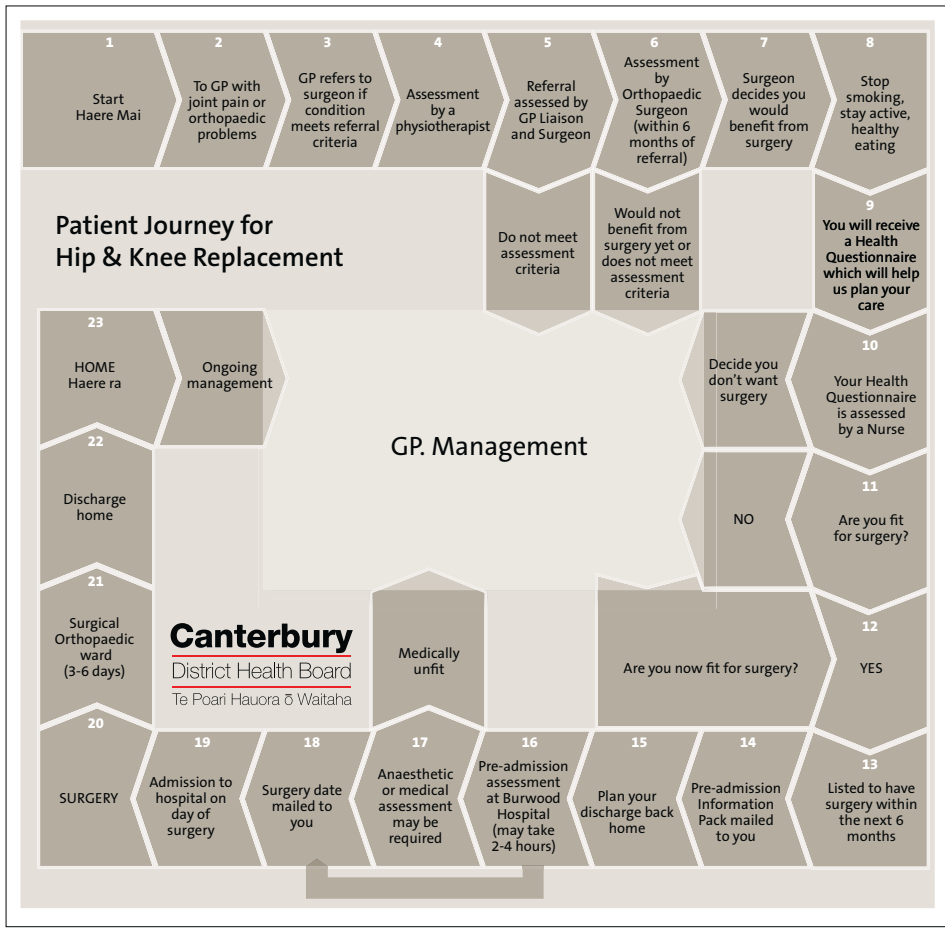 1
Start
Haere Mai
2
To GP with
joint pain or
orthopaedic
problems
3
GP refers to
surgeon if
condition
meets referral
criteria
4
Assessment
by a
physiotherapist
5
Referral
assessed by
GP Liaison
and Surgeon
6
Assessment
by
Orthopaedic
Surgeon
(within 6
months of
referral)
7
Surgeon
decides you
would
benefit from
surgery
8
Stop
smoking,
stay active,
healthy
eating
Patient Journey for
Hip & Knee Replacement
Do not meet
assessment
criteria
Would not
benefit from
surgery yet or
does not meet
assessment
criteria
9
You will receive
a Health
Questionnaire
which will help
us plan your
care
23
HOME
Haere ra
Ongoing
management
GP. Management
Decide you
don't want
surgery
10
Your Health
Questionnaire
is assessed
by a Nurse
22
Discharge
home
NO
11
Are you fit
for surgery?
21
Surgical
Orthopaedic
ward
(3-6 days)
Canterbury
District Health Board
Te Poari Hauora ō Waitaha
Medically
unfit
Are you now fit for surgery?
12
YES
20
SURGERY
19
Admission to
hospital on
day of
surgery
18
Surgery date
mailed to
you
17
Anaesthetic
or medical
assessment
may be
required
16
Pre-admission
assessment
at Burwood
Hospital
(may take
2-4 hours)
15
Plan your
discharge back
home
14
Pre-admission
Information
Pack mailed
to you
13
Listed to have
surgery within
the next 6
months